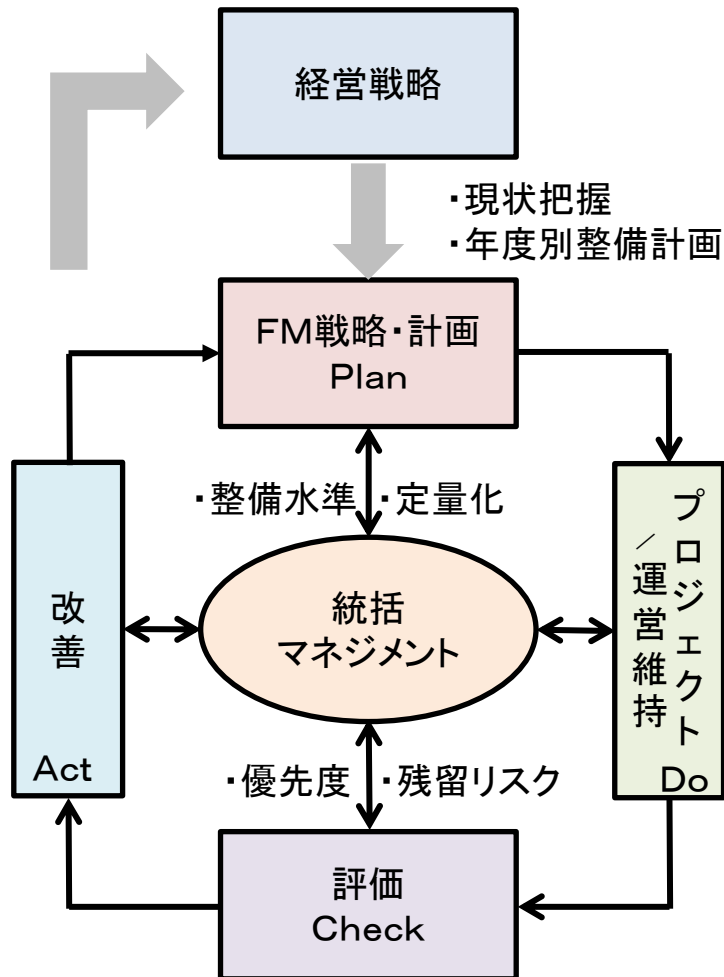 経営戦略
・現状把握
・年度別整備計画
FM戦略・計画
Plan
・整備水準
・定量化
プロジェクト
／運営維持
Do
統括
マネジメント
改善
Act
・優先度
・残留リスク
評価
Check